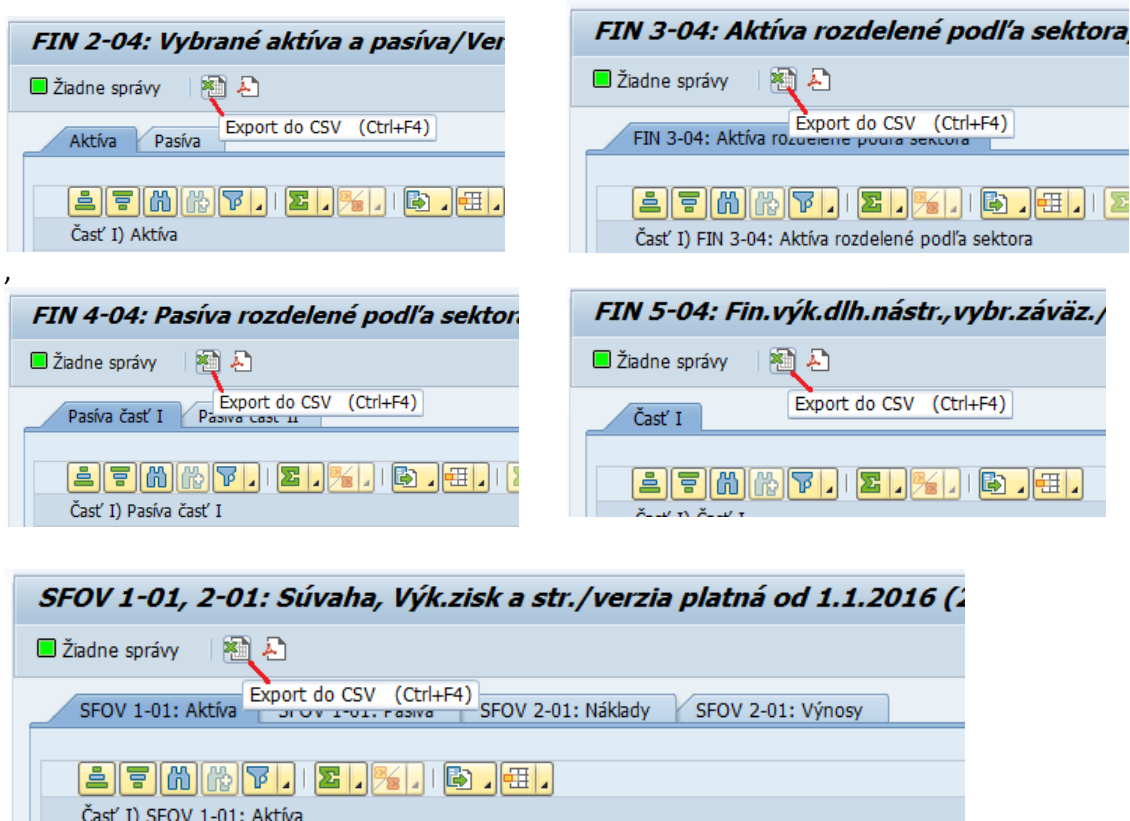 FIN 2-04: Vybrané aktíva a pasíva/Ver
Žiadne správy
Export do CSV (Ctrl+F4)
Aktíva Pasíva
Časť I) Aktíva
FIN 3-04: Aktíva rozdelené podľa sektora,
Žiadne správy
Export do CSV (Ctrl+F4)
FIN 3-04: Aktíva rozdelené podľa sektora
Časť I) FIN 3-04: Aktíva rozdelené podľa sektora
,
FIN 4-04: Pasíva rozdelené podľa sektor
Žiadne správy
Export do CSV (Ctrl+F4)
Pasíva časť I Pasíva časť II
Časť I) Pasíva časť I
FIN 5-04: Fin.výk.dlh.nástr.,vybr.záväz./
Žiadne správy
Export do CSV (Ctrl+F4)
Časť I
Časť I) Časť I
SFOV 1-01, 2-01: Súvaha, Výk.zisk a str./verzia platná od 1.1.2016 (2
Žiadne správy
Export do CSV (Ctrl+F4)
SFOV 1-01: Aktíva SFOV 1-01: Pasíva SFOV 2-01: Náklady SFOV 2-01: Výnosy
Časť I) SFOV 1-01: Aktíva